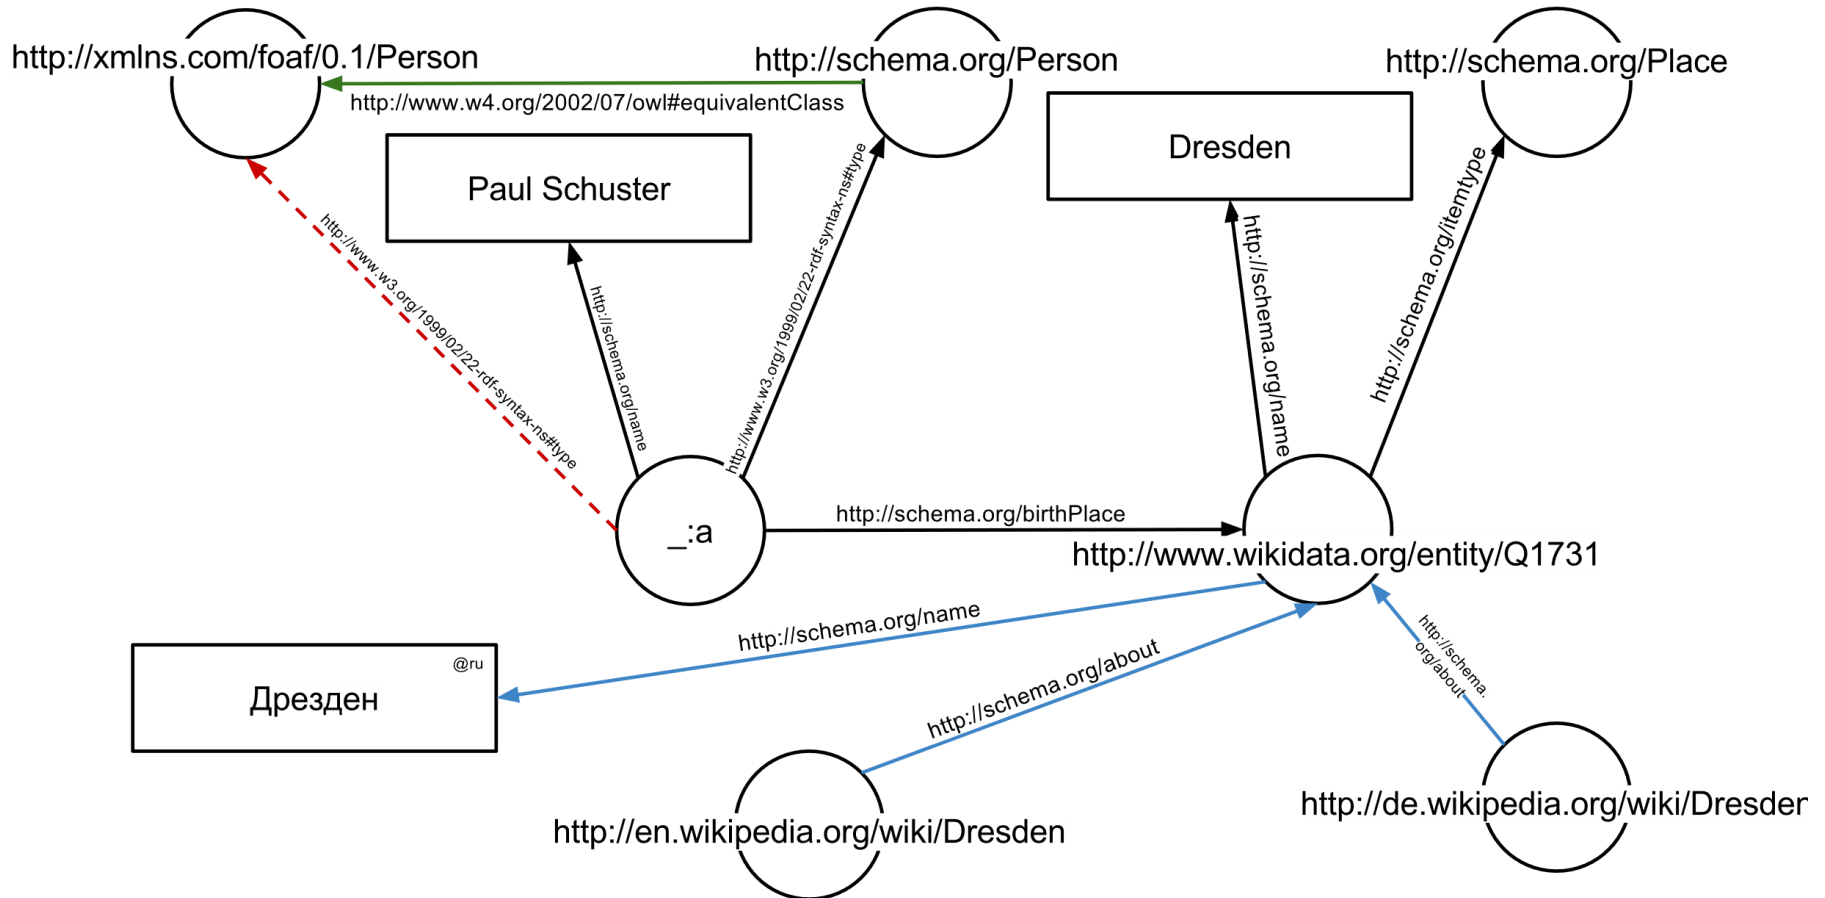 http://xmlns.com/foaf/0.1/Person
http://schema.org/Person
http://schema.org/Place
http://www.w4.org/2002/07/owl#equivalentClass
Paul Schuster
Dresden
http://www.w3.org/1999/02/22-rdf-syntax-ns#type
http://schema.org/name
http://www.w3.org/1999/02/22-rdf-syntax-ns#type
http://schema.org/name
http://schema.org/itemtype
_:a
http://schema.org/birthPlace
http://www.wikidata.org/entity/Q1731
http://schema.org/name
@ru
Дрезден
http://schema.org/about
http://schema.
org/about
http://en.wikipedia.org/wiki/Dresden
http://de.wikipedia.org/wiki/Dresden